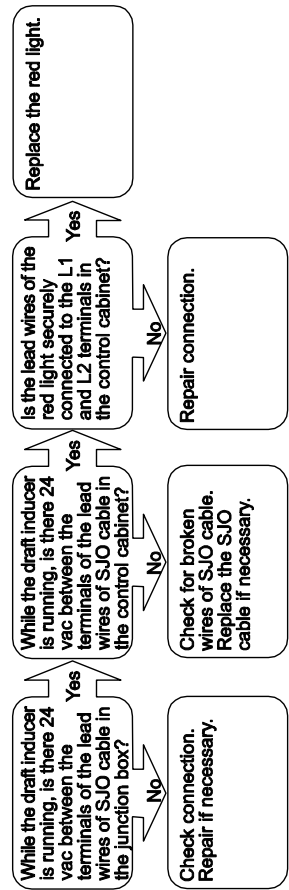 While the draft inducer
is running, is there 24
vac between the
terminals of the lead
wires of SJO cable in
the junction box?
Yes
No
Check connection.
Repair if necessary.
While the draft inducer
is running, is there 24
vac between the
terminals of the lead
wires of SJO cable in
the control cabinet?
Yes
No
Check for broken
wires of SJO cable.
Replace the SJO
cable if necessary.
Is the lead wires of the
red light securely
connected to the L1
and L2 terminals in
the control cabinet?
Yes
No
Repair connection.
Replace the red light.